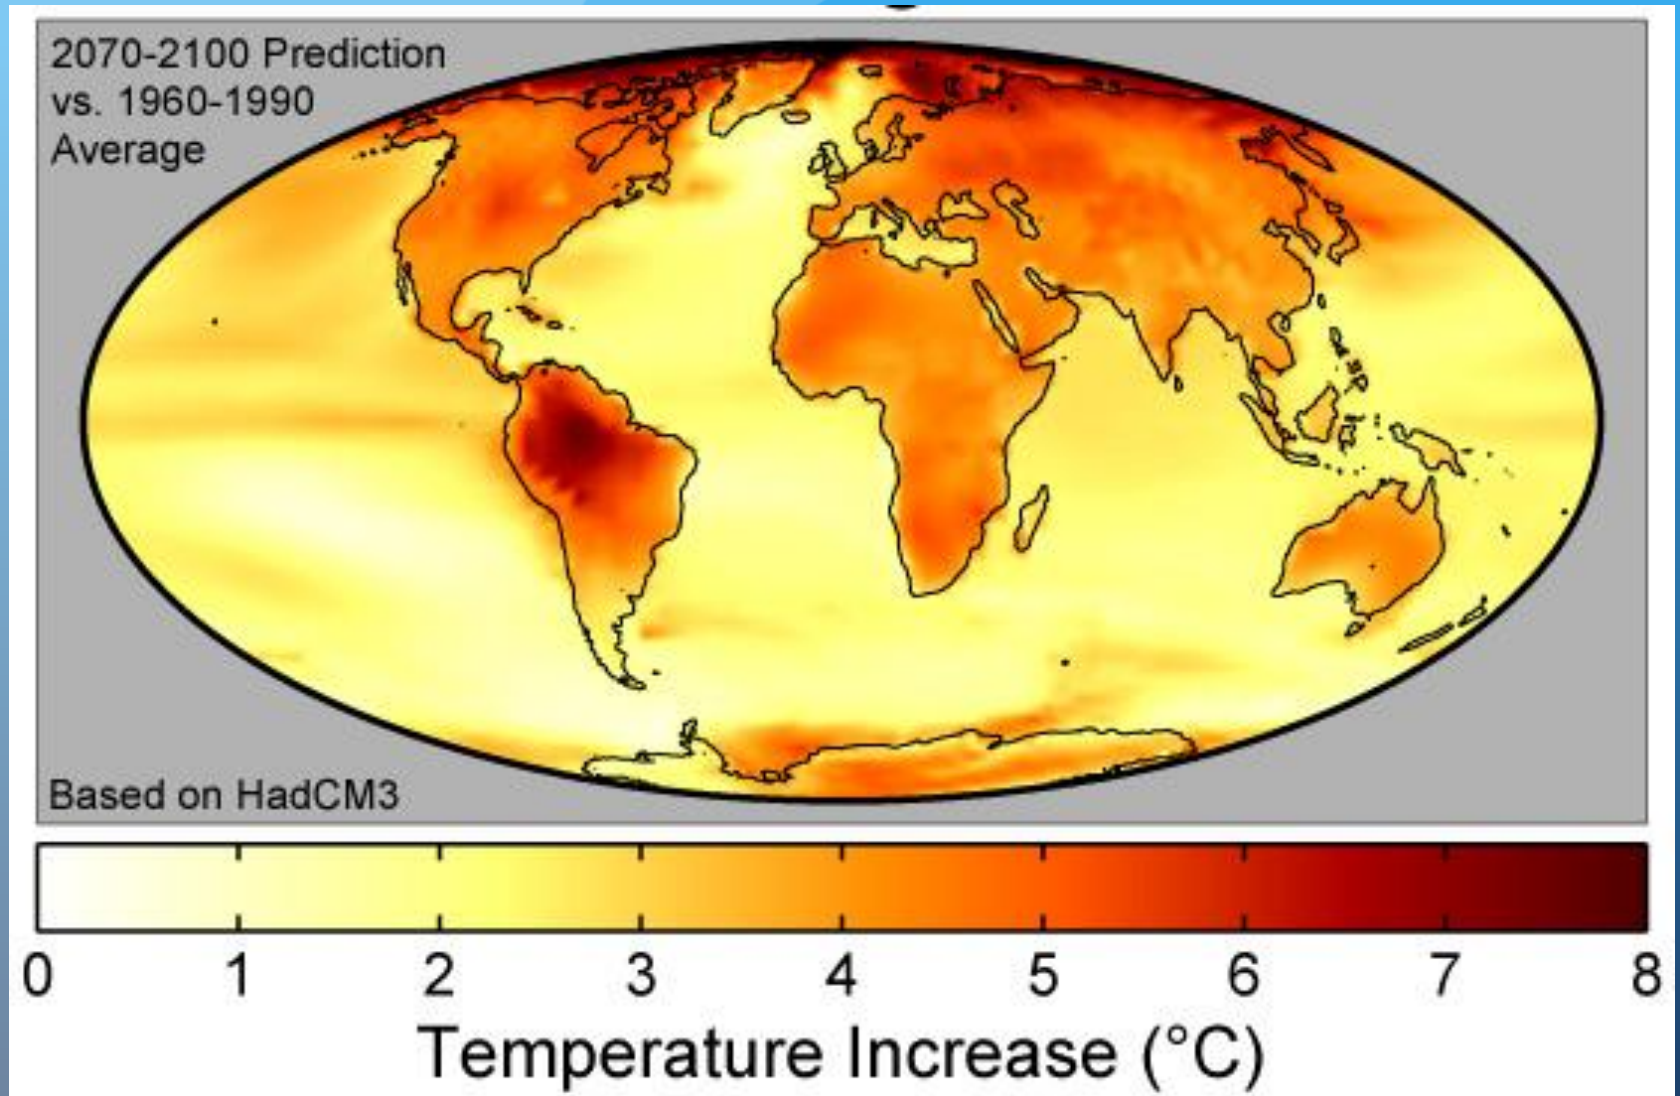 2070-2100 Prediction
vs. 1960-1990
Average
Based on HadCM3
0 1 2 3 4 5 6 7 8
Temperature Increase (°C)